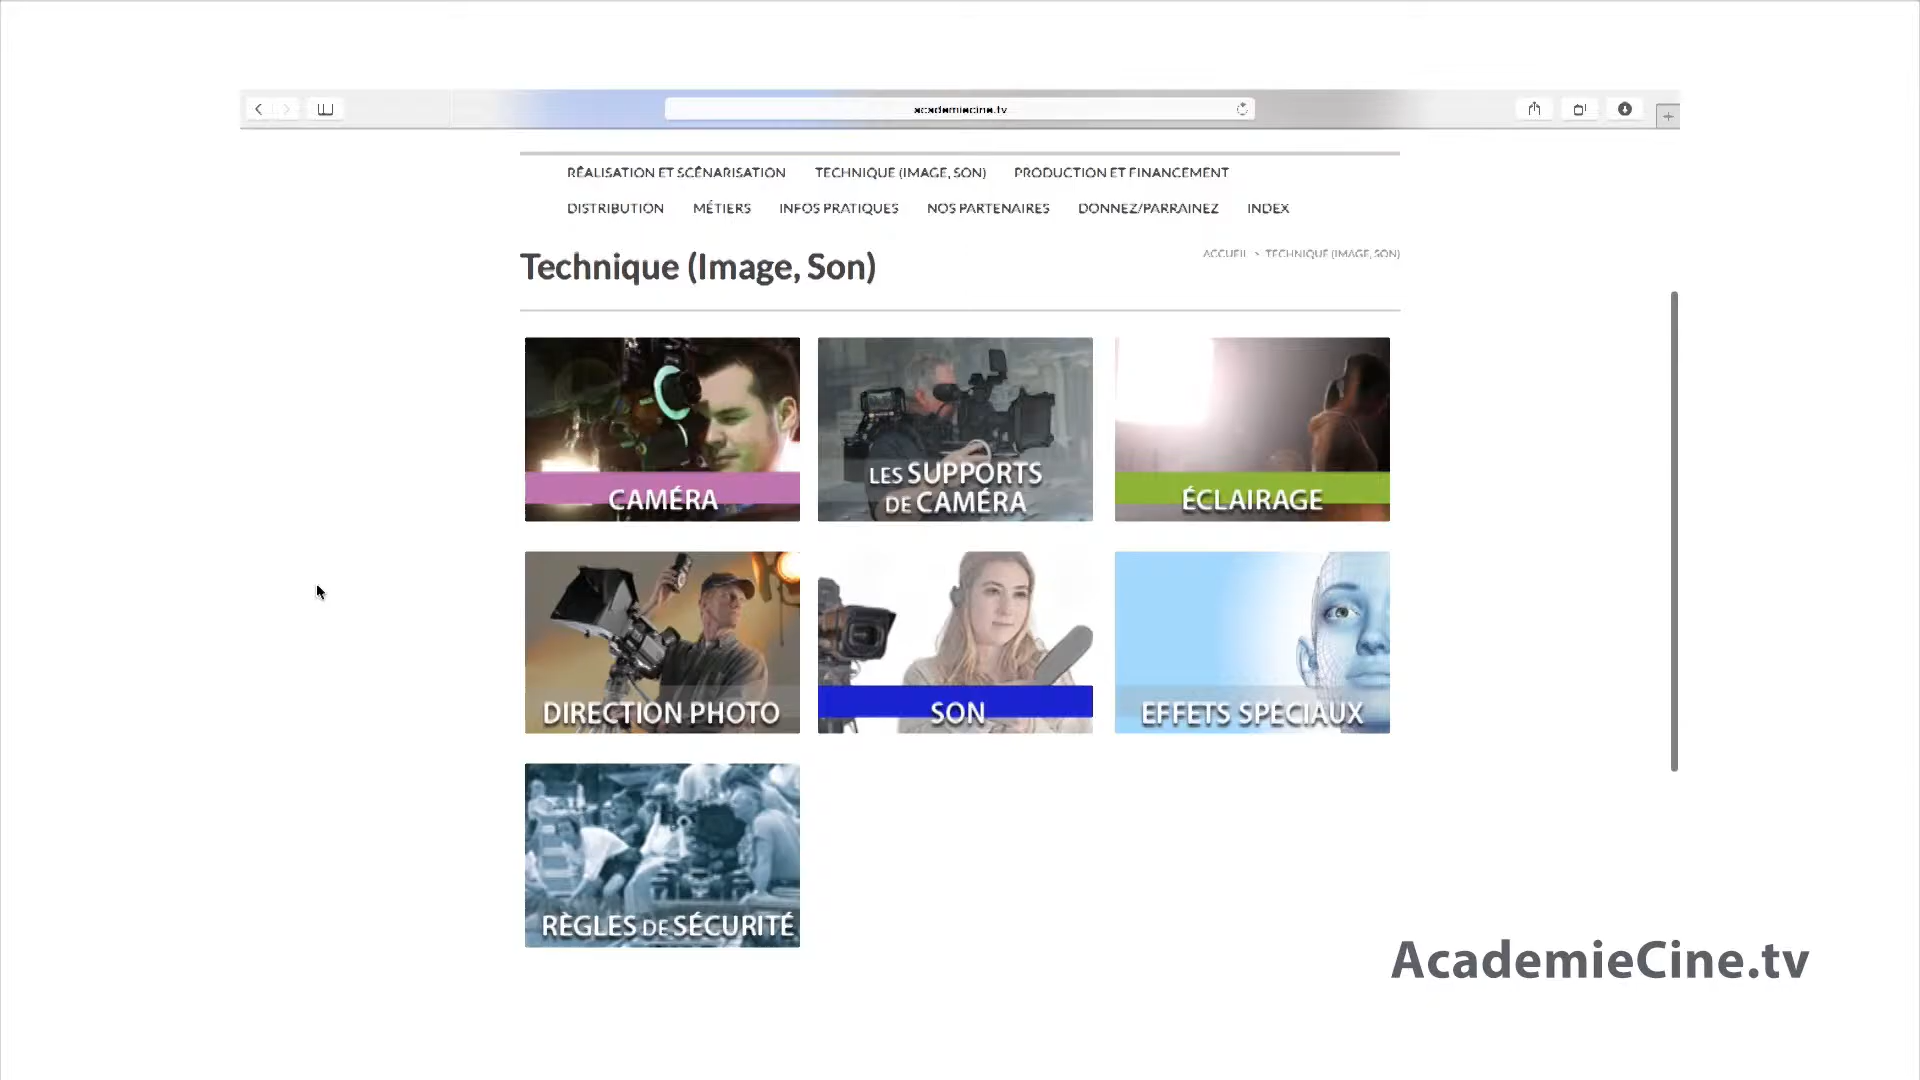 academiecine.tv
RÉALISATION ET SCÉNARISATION TECHNIQUE (IMAGE, SON) PRODUCTION ET FINANCEMENT
DISTRIBUTION MÉTIERS INFOS PRATIQUES NOS PARTENAIRES DONNEZ/PARRAINEZ INDEX
Technique (Image, Son)
ACCUEIL > TECHNIQUE (IMAGE, SON)
CAMÉRA
LES SUPPORTS
DE CAMÉRA
ÉCLAIRAGE
DIRECTION PHOTO
SON
EFFETS SPÉCIAUX
RÈGLES DE SÉCURITÉ
AcademieCine.tv